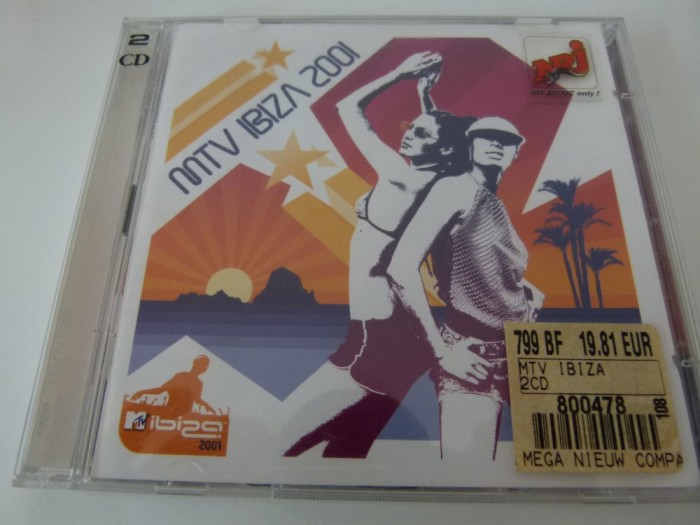 2
CD
MTV IBIZA 2001
NRJ
HIT MUSIC only!
MTV ibiza
2001
799 BF 19.81 EUR
MTV IBIZA
2CD
800478
108
MEGA NIEUW COMPA